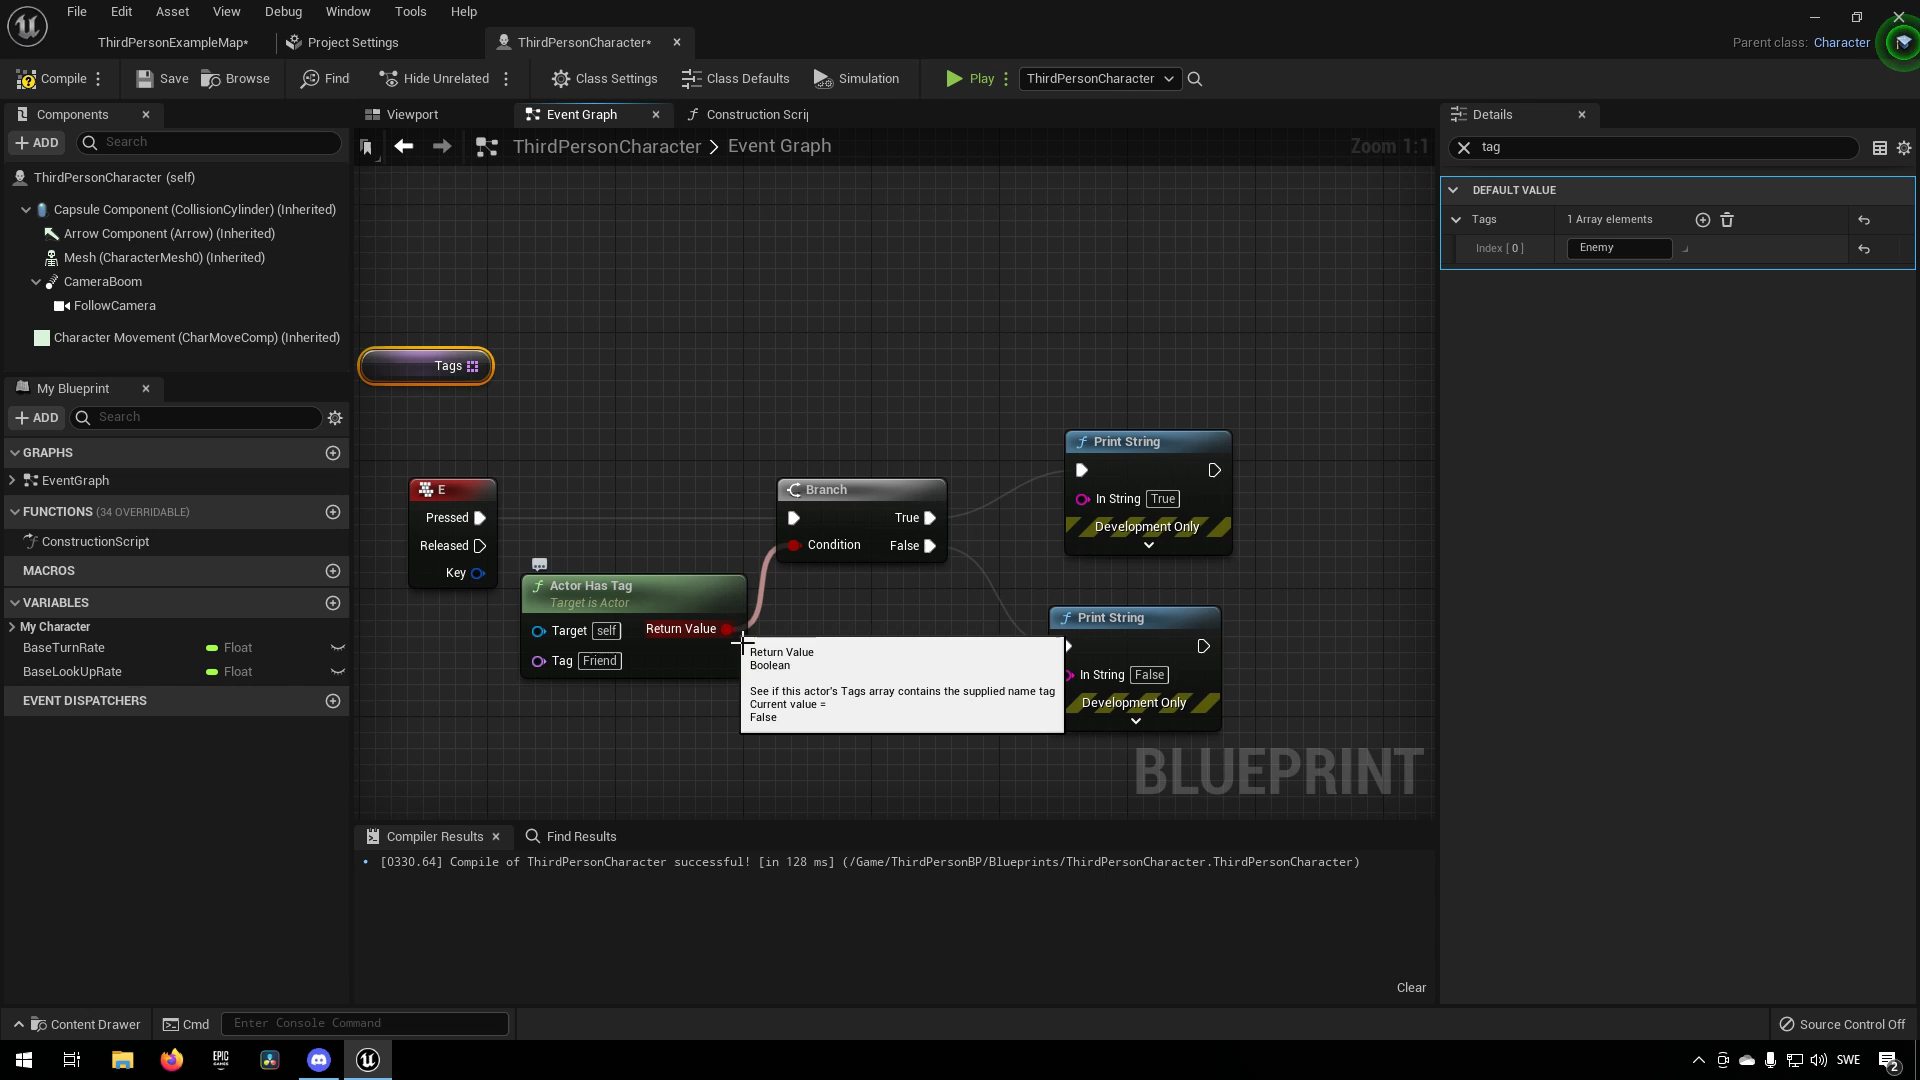 File Edit Asset View Debug Window Tools Help
ThirdPersonExampleMap* Project Settings ThirdPersonCharacter*
Parent class: Character
Compile Save Browse Find Hide Unrelated Class Settings Class Defaults Simulation Play ThirdPersonCharacter
Components
ADD Search
ThirdPersonCharacter (self)
Capsule Component (CollisionCylinder) (Inherited)
Arrow Component (Arrow) (Inherited)
Mesh (CharacterMesh0) (Inherited)
CameraBoom
FollowCamera
Character Movement (CharMoveComp) (Inherited)
My Blueprint
ADD Search
GRAPHS
EventGraph
FUNCTIONS (34 OVERRIDABLE)
ConstructionScript
MACROS
VARIABLES
My Character
BaseTurnRate Float
BaseLookUpRate Float
EVENT DISPATCHERS
Viewport Event Graph Construction Scrip
ThirdPersonCharacter > Event Graph
Zoom 1:1
Tags
E
Pressed
Released
Key
Actor Has Tag
Target is Actor
Target self Return Value
Tag Friend
Branch
True
Condition False
Print String
In String True
Development Only
Print String
In String False
Development Only
Return Value
Boolean
See if this actor's Tags array contains the supplied name tag
Current value =
False
BLUEPRINT
Compiler Results Find Results
• [0330.64] Compile of ThirdPersonCharacter successful! [in 128 ms] (/Game/ThirdPersonBP/Blueprints/ThirdPersonCharacter.ThirdPersonCharacter)
Clear
Details
tag
DEFAULT VALUE
Tags 1 Array elements
Index [ 0 ] Enemy
Content Drawer Cmd Enter Console Command
Source Control Off
EPIC
GAMES
SWE
2